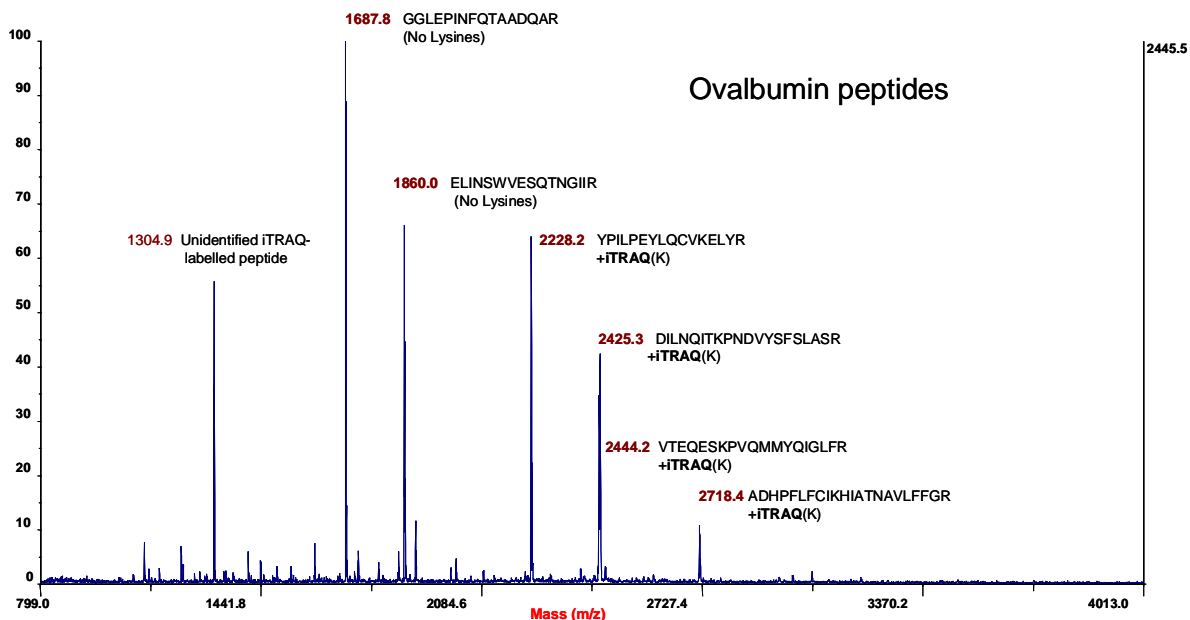 1687.8 GGLEPINFQTAADQAR
(No Lysines)
100
2445.5
90
Ovalbumin peptides
80
70
1860.0 ELINSWVESQTNGIIR
(No Lysines)
1304.9 Unidentified iTRAQ-
labelled peptide
2228.2 YPILPEYLQCVKELYR
+iTRAQ(K)
60
50
2425.3 DILNQITKPNDVYSFSLASR
+iTRAQ(K)
40
30
2444.2 VTEQESKPVQMMYQIGLFR
+iTRAQ(K)
20
2718.4 ADHPFLFCIKHIATNAVLFFGR
+iTRAQ(K)
10
0
799.0 1441.8 2084.6 2727.4 3370.2 4013.0
Mass (m/z)